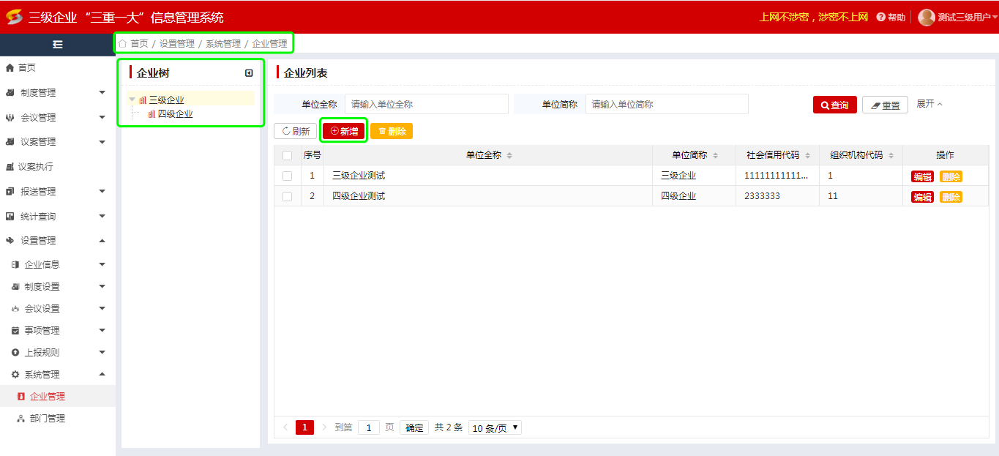 三级企业“三重一大”信息管理系统
上网不涉密，涉密不上网 帮助 测试三级用户
首页 / 设置管理 / 系统管理 / 企业管理
首页
制度管理
会议管理
议案管理
议案执行
报送管理
统计查询
设置管理
企业信息
制度设置
会议设置
事项管理
上报规则
系统管理
企业管理
部门管理
企业树
三级企业
四级企业
企业列表
单位全称 请输入单位全称 单位简称 请输入单位简称 查询 重置 展开
刷新 新增 删除
序号 单位全称 单位简称 社会信用代码 组织机构代码 操作
1 三级企业测试 三级企业 11111111111... 1 编辑 删除
2 四级企业测试 四级企业 2333333 11 编辑 删除
1 到第 1 页 确定 共 2 条 10 条/页